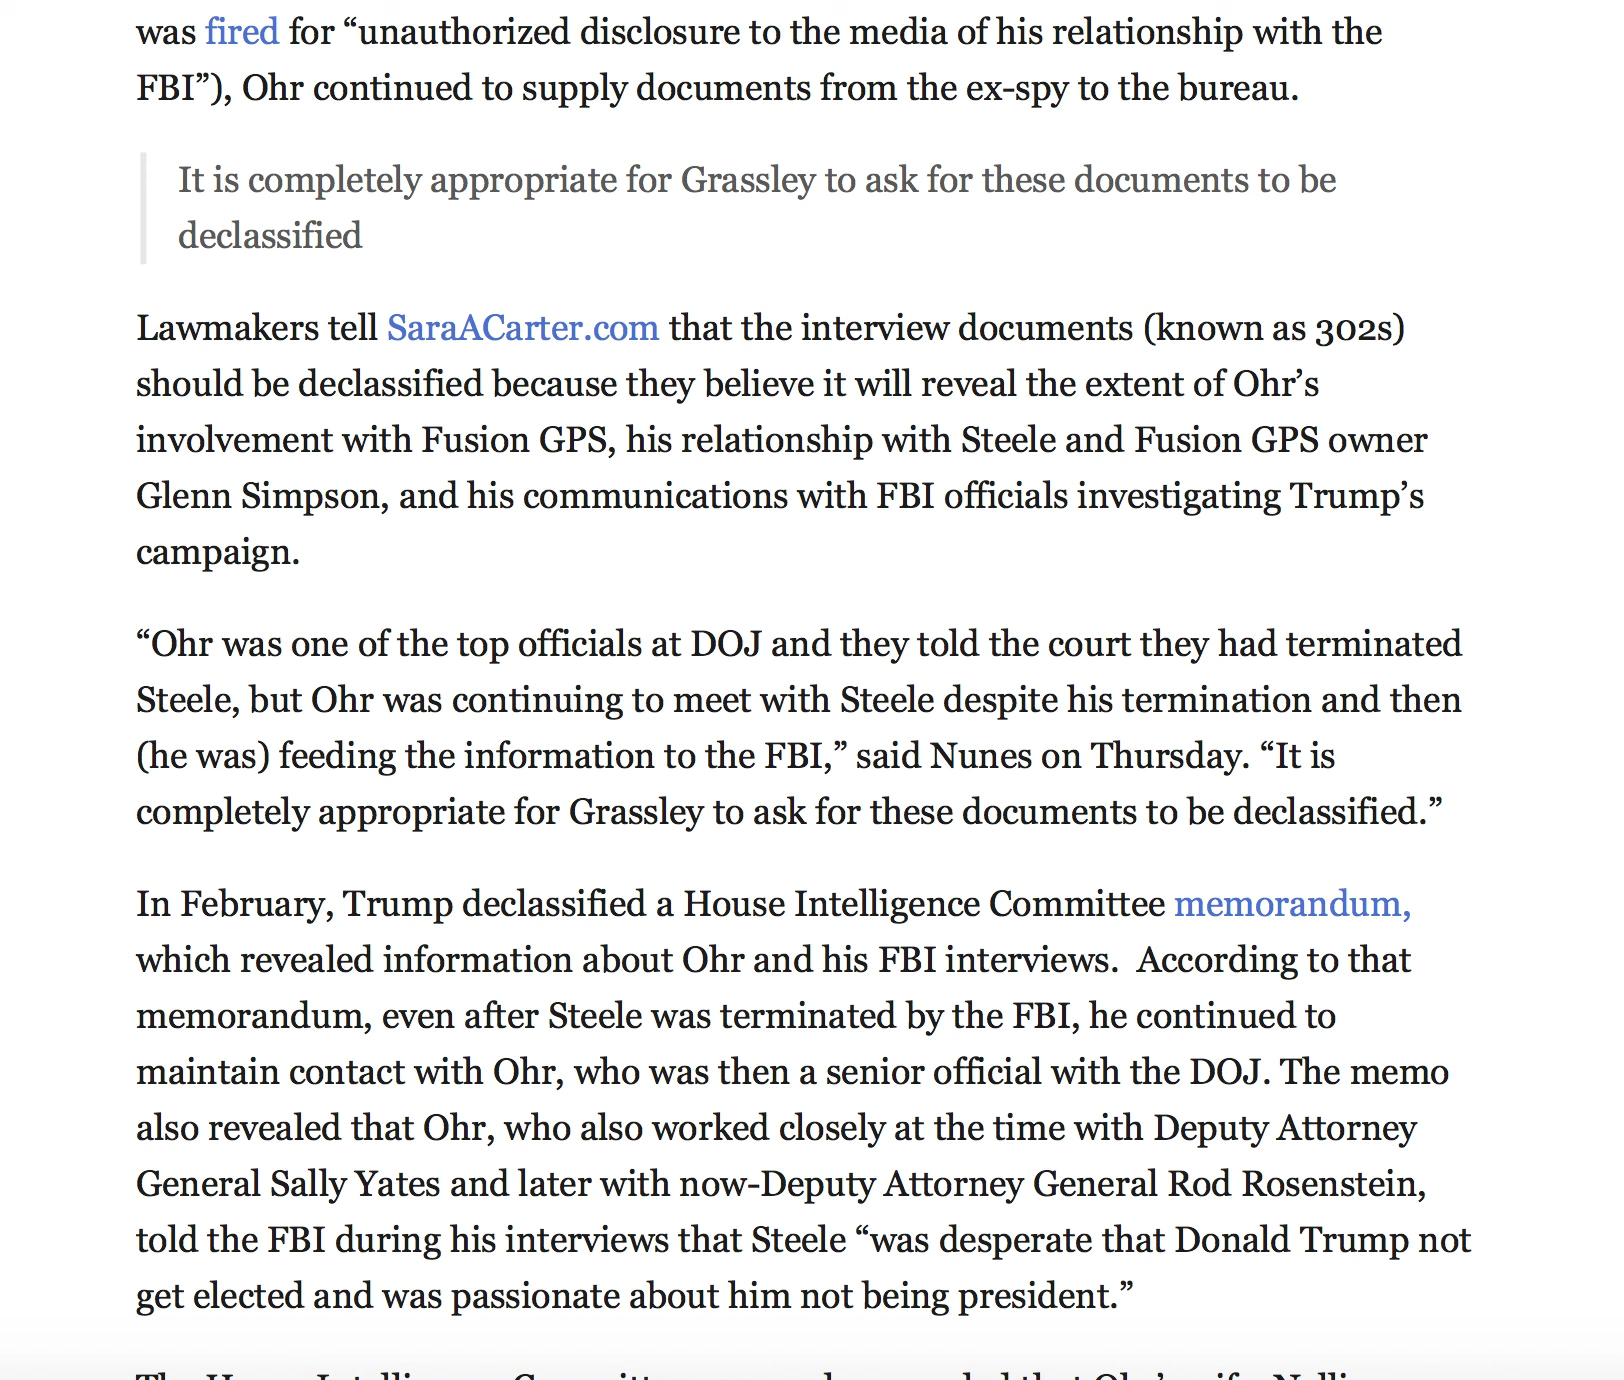 was fired for “unauthorized disclosure to the media of his relationship with the
FBI”), Ohr continued to supply documents from the ex-spy to the bureau.
It is completely appropriate for Grassley to ask for these documents to be
declassified
Lawmakers tell SaraACarter.com that the interview documents (known as 302s)
should be declassified because they believe it will reveal the extent of Ohr’s
involvement with Fusion GPS, his relationship with Steele and Fusion GPS owner
Glenn Simpson, and his communications with FBI officials investigating Trump’s
campaign.
“Ohr was one of the top officials at DOJ and they told the court they had terminated
Steele, but Ohr was continuing to meet with Steele despite his termination and then
(he was) feeding the information to the FBI,” said Nunes on Thursday. “It is
completely appropriate for Grassley to ask for these documents to be declassified.”
In February, Trump declassified a House Intelligence Committee memorandum,
which revealed information about Ohr and his FBI interviews.  According to that
memorandum, even after Steele was terminated by the FBI, he continued to
maintain contact with Ohr, who was then a senior official with the DOJ. The memo
also revealed that Ohr, who also worked closely at the time with Deputy Attorney
General Sally Yates and later with now-Deputy Attorney General Rod Rosenstein,
told the FBI during his interviews that Steele “was desperate that Donald Trump not
get elected and was passionate about him not being president.”
The House Intelligence Committee